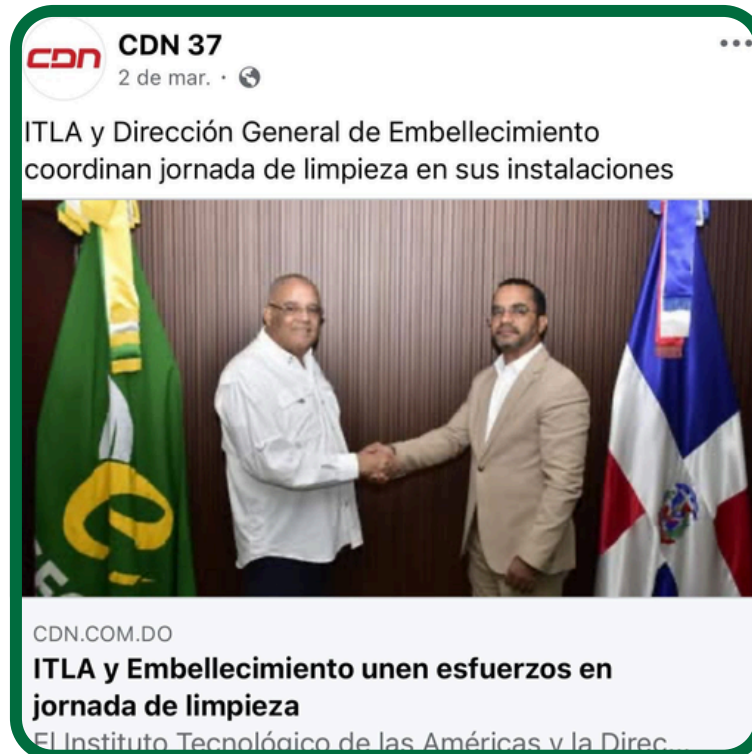 CDN
CDN 37
2 de mar. ·
ITLA y Dirección General de Embellecimiento
coordinan jornada de limpieza en sus instalaciones
CDN.COM.DO
ITLA y Embellecimiento unen esfuerzos en
jornada de limpieza
El Instituto Tecnológico de las Américas y la Direc...